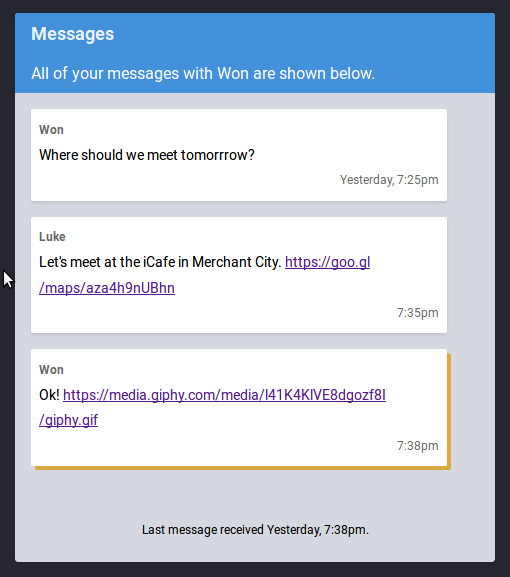 Messages
All of your messages with Won are shown below.
Won
Where should we meet tomorrrow?
Yesterday, 7:25pm
Luke
Let's meet at the iCafe in Merchant City. https://goo.gl
/maps/aza4h9nUBhn
7:35pm
Won
Ok! https://media.giphy.com/media/l41K4KlVE8dgozf8I
/giphy.gif
7:38pm
Last message received Yesterday, 7:38pm.